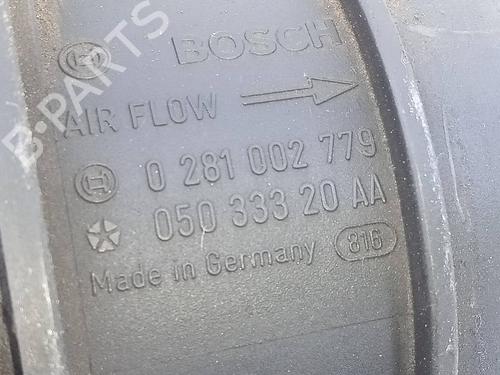 BOSCH
AIR FLOW
0 281 002 779
050 333 20 AA
Made in Germany 816
B-PARTS